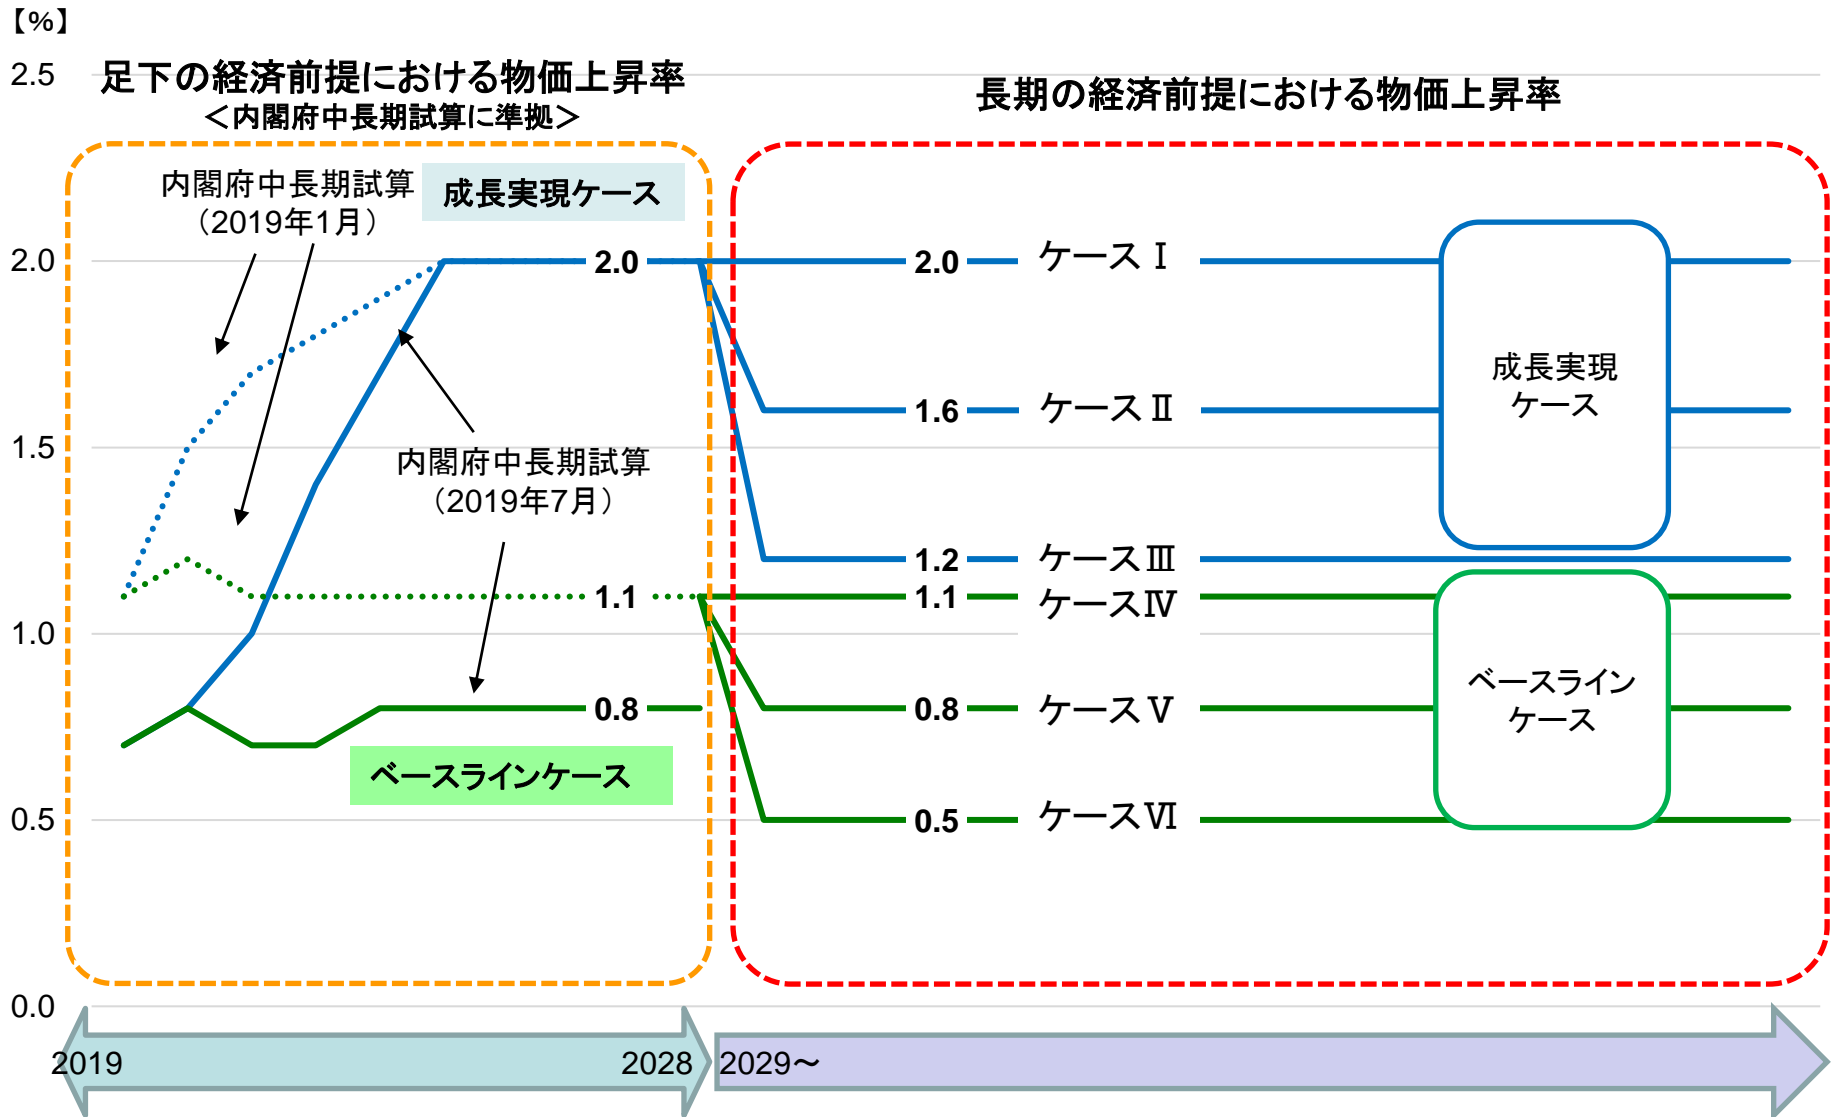 【%】
2.5
2.0
1.5
1.0
0.5
0.0
足下の経済前提における物価上昇率
＜内閣府中長期試算に準拠＞
長期の経済前提における物価上昇率
内閣府中長期試算
（2019年1月）
成長実現ケース
2.0
内閣府中長期試算
（2019年7月）
1.1
0.8
ベースラインケース
2.0
ケースⅠ
1.6
ケースⅡ
1.2
ケースⅢ
1.1
ケースⅣ
0.8
ケースⅤ
0.5
ケースⅥ
成長実現
ケース
ベースライン
ケース
2019
2028
2029～